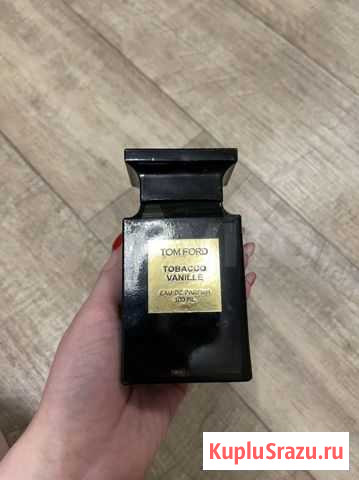 TOM FORD
TOBACCO
VANILLE
EAU DE PARFUM
100 ML
KupluSrazu.ru